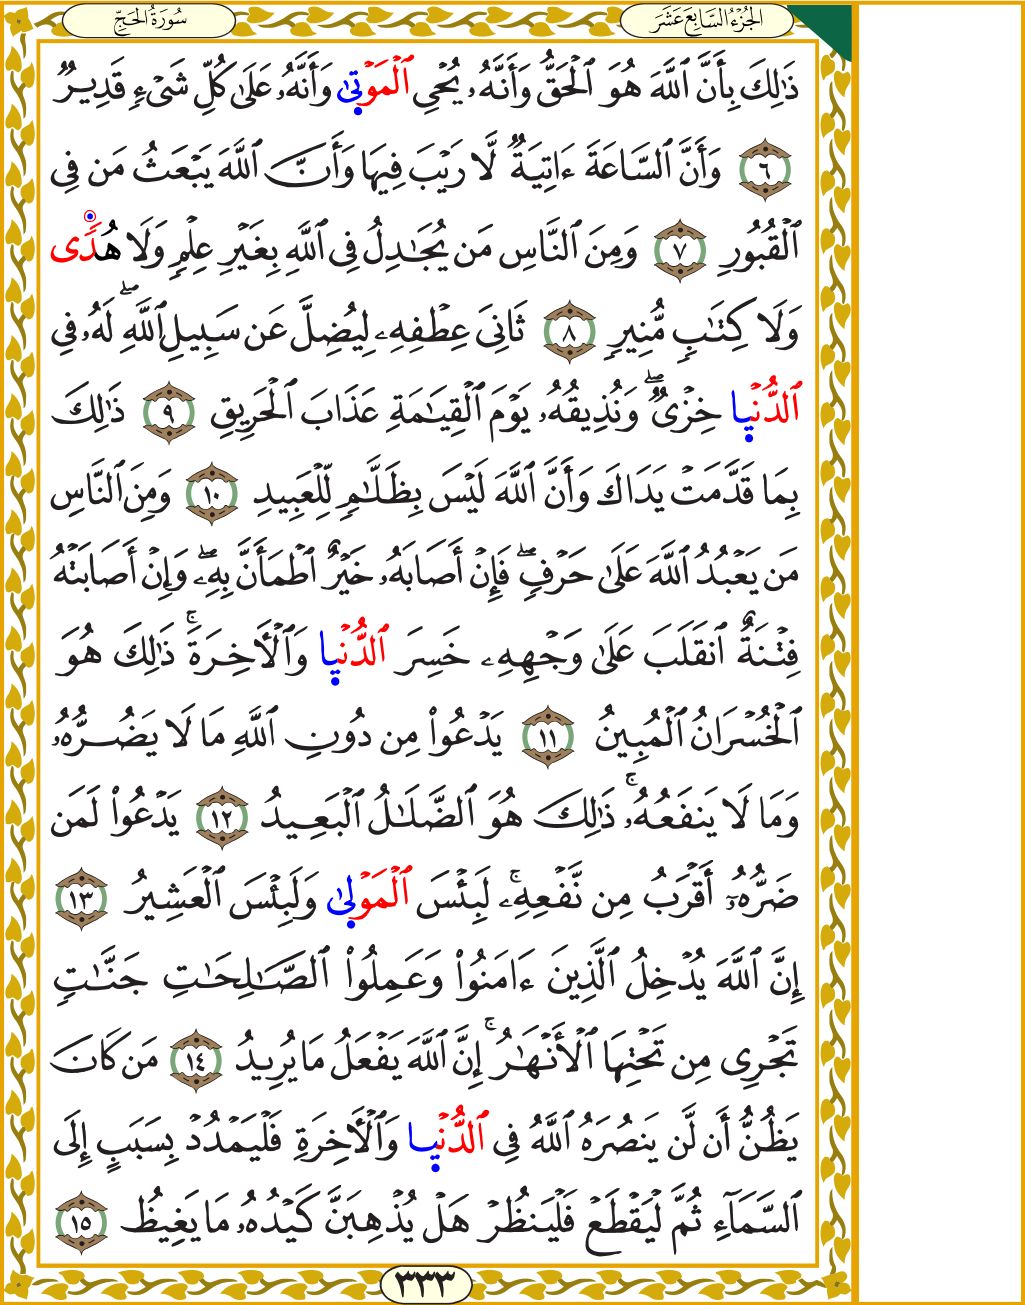 الجُزْءُ السَّابِعَ عَشَرَ
سُورَةُ الحَجِّ
ذَٰلِكَ بِأَنَّ ٱللَّهَ هُوَ ٱلْحَقُّ وَأَنَّهُۥ يُحْىِ ٱلْمَوْتَىٰ وَأَنَّهُۥ عَلَىٰ كُلِّ شَىْءٍ قَدِيرٌ
٦ وَأَنَّ ٱلسَّاعَةَ ءَاتِيَةٌ لَّا رَيْبَ فِيهَا وَأَنَّ ٱللَّهَ يَبْعَثُ مَن فِى
ٱلْقُبُورِ ٧ وَمِنَ ٱلنَّاسِ مَن يُجَٰدِلُ فِى ٱللَّهِ بِغَيْرِ عِلْمٍ وَلَا هُدًى
وَلَا كِتَٰبٍ مُّنِيرٍ ٨ ثَانِىَ عِطْفِهِۦ لِيُضِلَّ عَن سَبِيلِ ٱللَّهِۖ لَهُۥ فِى
ٱلدُّنْيَا خِزْىٌۖ وَنُذِيقُهُۥ يَوْمَ ٱلْقِيَٰمَةِ عَذَابَ ٱلْحَرِيقِ ٩ ذَٰلِكَ
بِمَا قَدَّمَتْ يَدَاكَ وَأَنَّ ٱللَّهَ لَيْسَ بِظَلَّٰمٍ لِّلْعَبِيدِ ١٠ وَمِنَ ٱلنَّاسِ
مَن يَعْبُدُ ٱللَّهَ عَلَىٰ حَرْفٍۖ فَإِنْ أَصَابَهُۥ خَيْرٌ ٱطْمَأَنَّ بِهِۦۖ وَإِنْ أَصَابَتْهُ
فِتْنَةٌ ٱنقَلَبَ عَلَىٰ وَجْهِهِۦ خَسِرَ ٱلدُّنْيَا وَٱلْأَخِرَةَۚ ذَٰلِكَ هُوَ
ٱلْخُسْرَانُ ٱلْمُبِينُ ١١ يَدْعُوا۟ مِن دُونِ ٱللَّهِ مَا لَا يَضُرُّهُۥ
وَمَا لَا يَنفَعُهُۥۚ ذَٰلِكَ هُوَ ٱلضَّلَٰلُ ٱلْبَعِيدُ ١٢ يَدْعُوا۟ لَمَن
ضَرُّهُۥٓ أَقْرَبُ مِن نَّفْعِهِۦۚ لَبِئْسَ ٱلْمَوْلَىٰ وَلَبِئْسَ ٱلْعَشِيرُ ١٣
إِنَّ ٱللَّهَ يُدْخِلُ ٱلَّذِينَ ءَامَنُوا۟ وَعَمِلُوا۟ ٱلصَّٰلِحَٰتِ جَنَّٰتٍ
تَجْرِى مِن تَحْتِهَا ٱلْأَنْهَٰرُۚ إِنَّ ٱللَّهَ يَفْعَلُ مَا يُرِيدُ ١٤ مَن كَانَ
يَظُنُّ أَن لَّن يَنصُرَهُ ٱللَّهُ فِى ٱلدُّنْيَا وَٱلْأَخِرَةِ فَلْيَمْدُدْ بِسَبَبٍ إِلَى
ٱلسَّمَآءِ ثُمَّ لْيَقْطَعْ فَلْيَنظُرْ هَلْ يُذْهِبَنَّ كَيْدُهُۥ مَا يَغِيظُ ١٥
٣٣٣